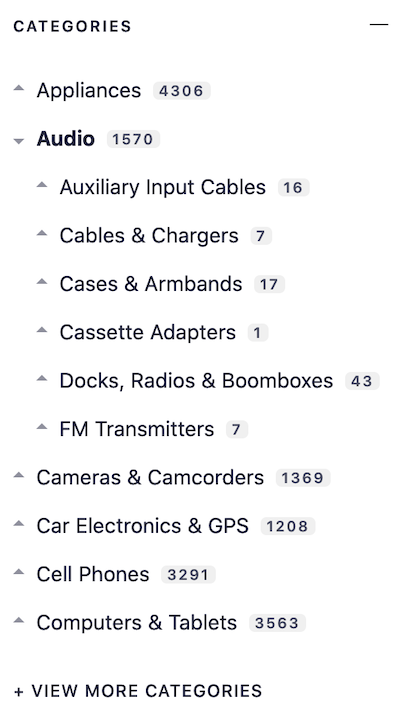 CATEGORIES
Appliances 4306
Audio 1570
Auxiliary Input Cables 16
Cables & Chargers 7
Cases & Armbands 17
Cassette Adapters 1
Docks, Radios & Boomboxes 43
FM Transmitters 7
Cameras & Camcorders 1369
Car Electronics & GPS 1208
Cell Phones 3291
Computers & Tablets 3563
+ VIEW MORE CATEGORIES